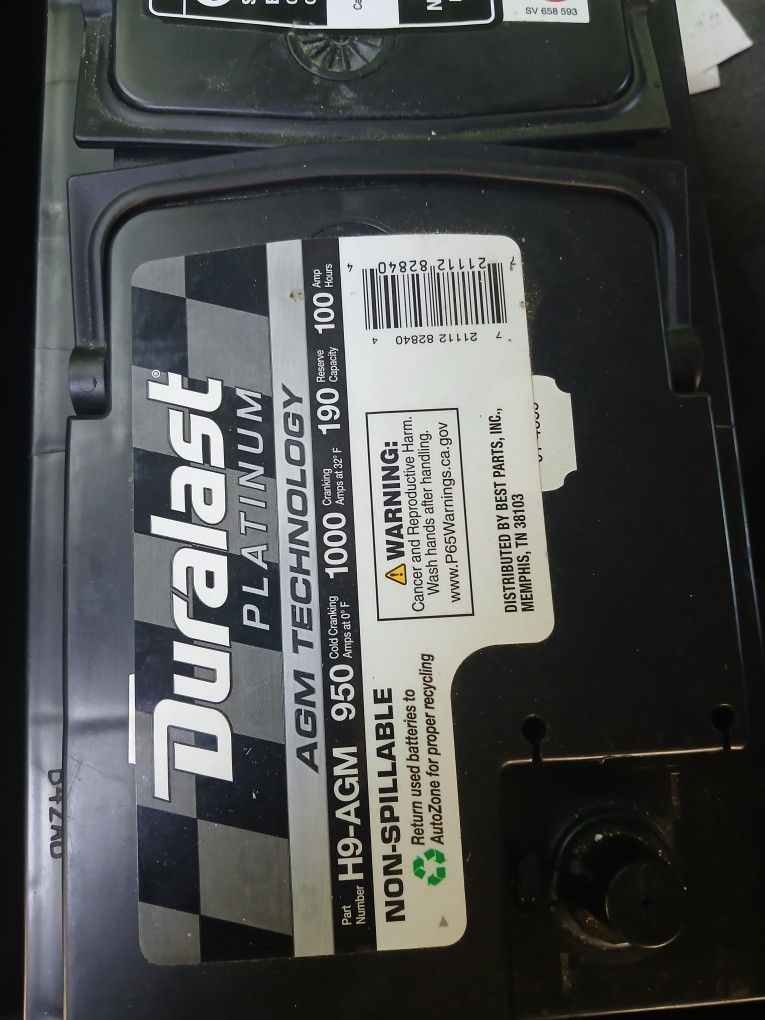 SV 658 593
Duralast®
PLATINUM
AGM TECHNOLOGY
Part Number H9-AGM 950 Cold Cranking Amps at 0° F 1000 Cranking Amps at 32° F 190 Reserve Capacity 100 Amp Hours
NON-SPILLABLE
Return used batteries to
AutoZone for proper recycling
⚠ WARNING:
Cancer and Reproductive Harm.
Wash hands after handling.
www.P65Warnings.ca.gov
DISTRIBUTED BY BEST PARTS, INC.,
MEMPHIS, TN 38103
7 21112 82840 4
7 21112 82840 4